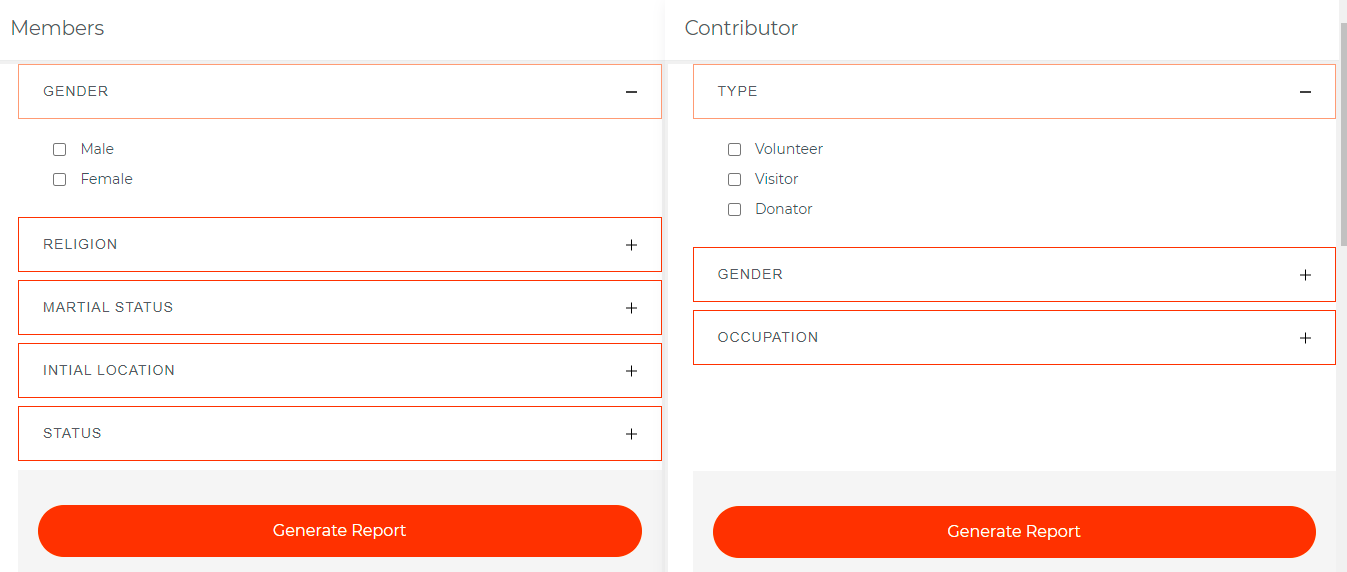 Members
GENDER
Male
Female
RELIGION
MARTIAL STATUS
INTIAL LOCATION
STATUS
Generate Report
Contributor
TYPE
Volunteer
Visitor
Donator
GENDER
OCCUPATION
Generate Report